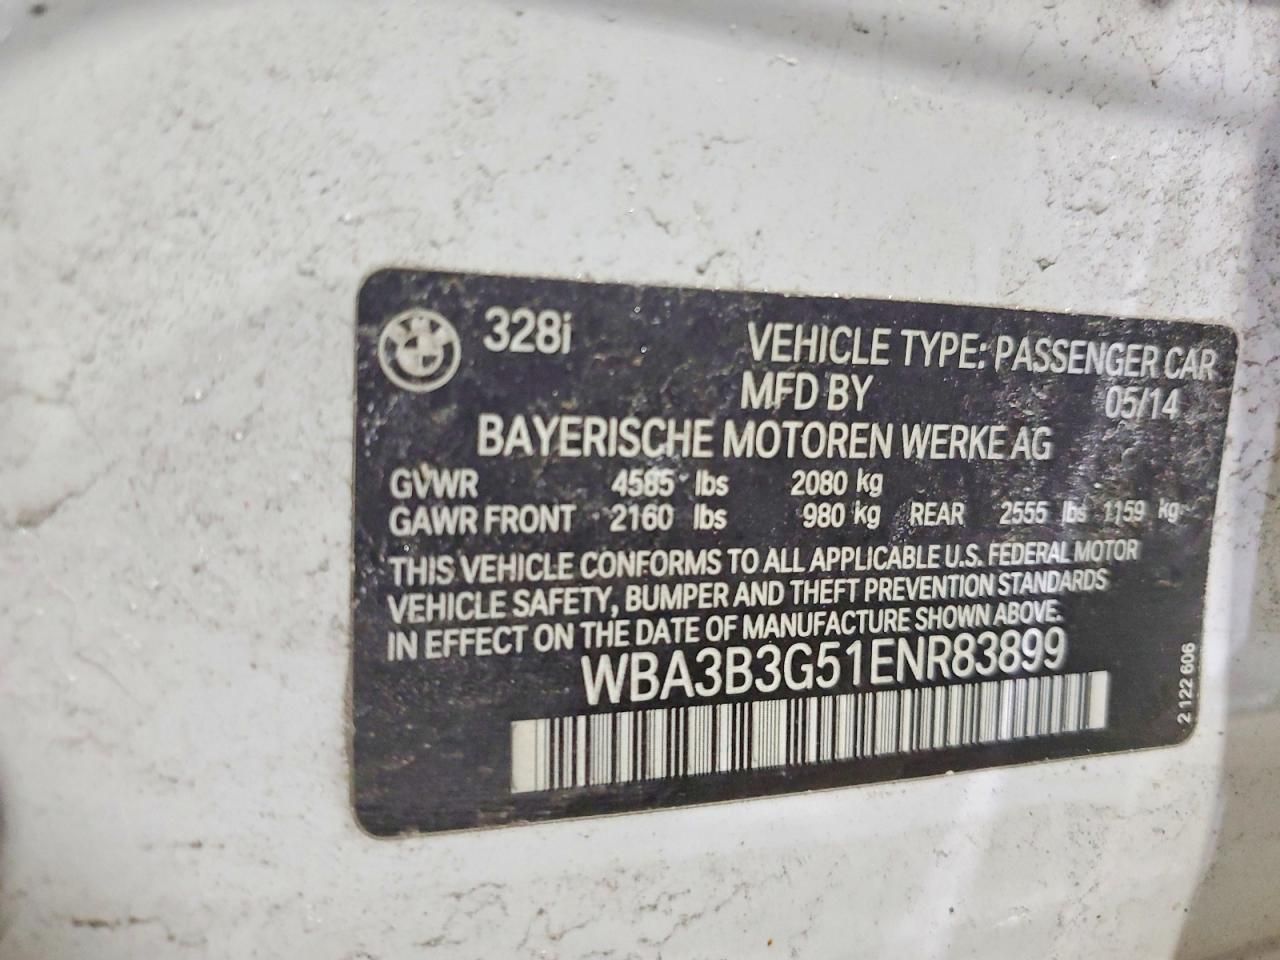 328i VEHICLE TYPE: PASSENGER CAR
MFD BY 05/14
BAYERISCHE MOTOREN WERKE AG
GVWR 4585 lbs 2080 kg
GAWR FRONT 2160 lbs 980 kg REAR 2555 lbs 1159 kg
THIS VEHICLE CONFORMS TO ALL APPLICABLE U.S. FEDERAL MOTOR
VEHICLE SAFETY, BUMPER AND THEFT PREVENTION STANDARDS
IN EFFECT ON THE DATE OF MANUFACTURE SHOWN ABOVE.
WBA3B3G51ENR83899
2 122 606